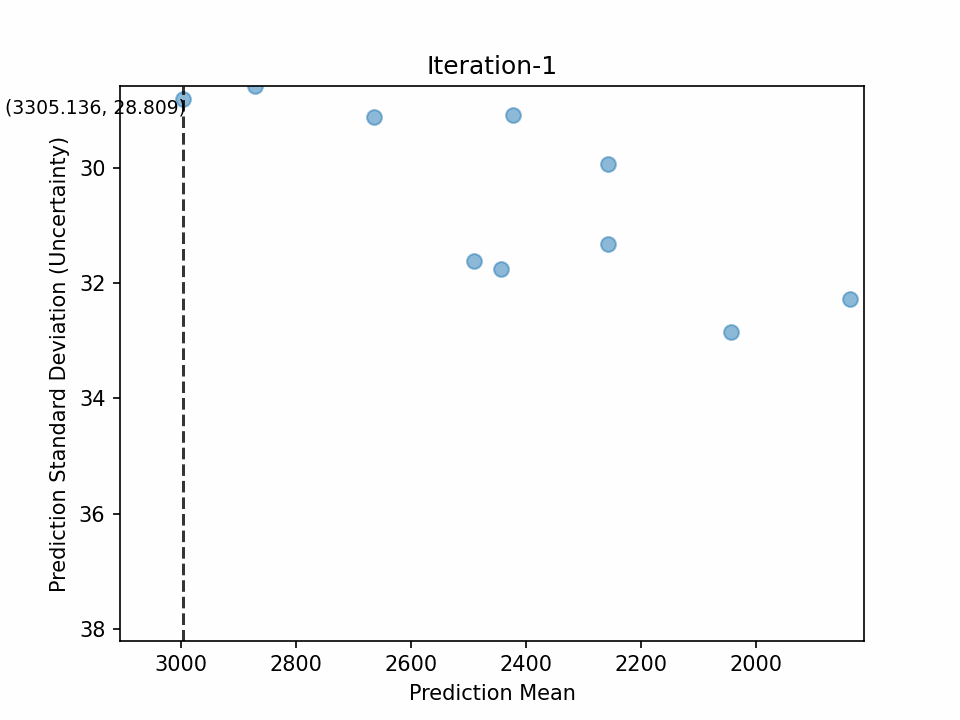 Iteration-1
(3305.136, 28.809)
Prediction Standard Deviation (Uncertainty)
30
32
34
36
38
3000 2800 2600 2400 2200 2000
Prediction Mean